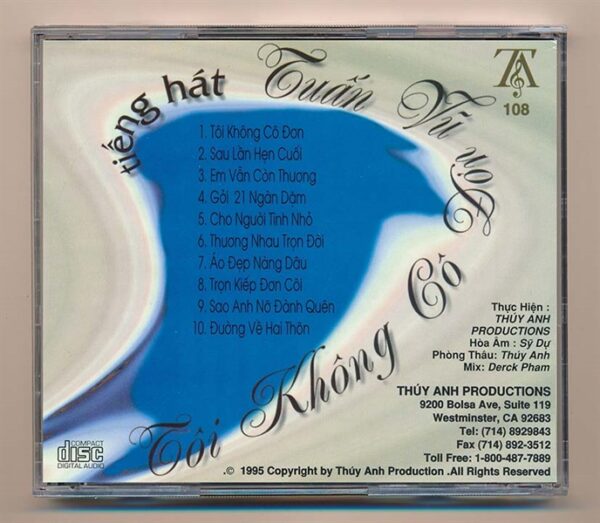 tiếng hát Tuấn Vũ
Tôi Không Cô Đơn
TA
108
1. Tôi Không Cô Đơn
2. Sau Lần Hẹn Cuối
3. Em Vẫn Còn Thương
4. Gởi 21 Ngàn Dặm
5. Cho Người Tình Nhỏ
6. Thương Nhau Trọn Đời
7. Áo Đẹp Nàng Dâu
8. Trọn Kiếp Đơn Côi
9. Sao Anh Nỡ Đành Quên
10. Đường Về Hai Thôn
Thực Hiện :
THÚY ANH
PRODUCTIONS
Hòa Âm : Sỹ Dự
Phòng Thâu: Thúy Anh
Mix: Derck Pham
THÚY ANH PRODUCTIONS
9200 Bolsa Ave, Suite 119
Westminster, CA 92683
Tel: (714) 8929843
Fax (714) 892-3512
Toll Free: 1-800-487-7889
COMPACT
disc
DIGITAL AUDIO
.© 1995 Copyright by Thúy Anh Production .All Rights Reserved